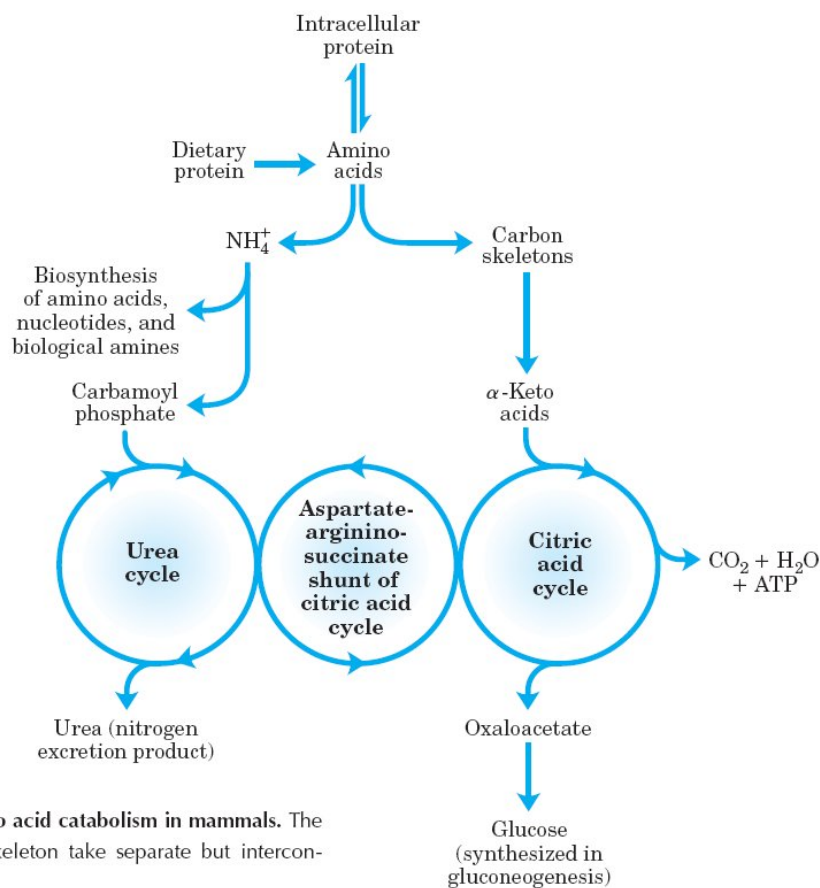 Intracellular
protein
Dietary
protein
Amino
acids
NH₄⁺
Carbon
skeletons
Biosynthesis
of amino acids,
nucleotides, and
biological amines
Carbamoyl
phosphate
α-Keto
acids
Urea
cycle
Aspartate-
arginino-
succinate
shunt of
citric acid
cycle
Citric
acid
cycle
CO₂ + H₂O
+ ATP
Urea (nitrogen
excretion product)
Oxaloacetate
Glucose
(synthesized in
gluconeogenesis)
o acid catabolism in mammals. The
keleton take separate but intercon-